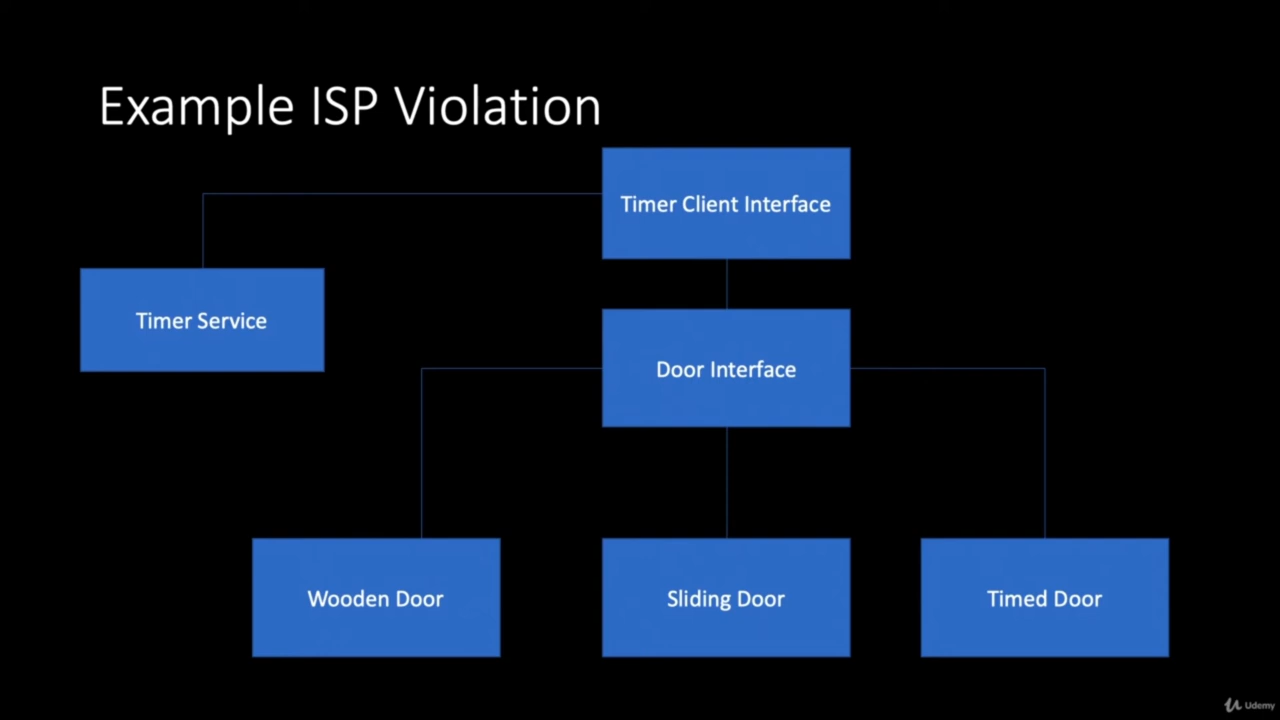 Example ISP Violation
Timer Client Interface
Timer Service
Door Interface
Wooden Door
Sliding Door
Timed Door
Udemy